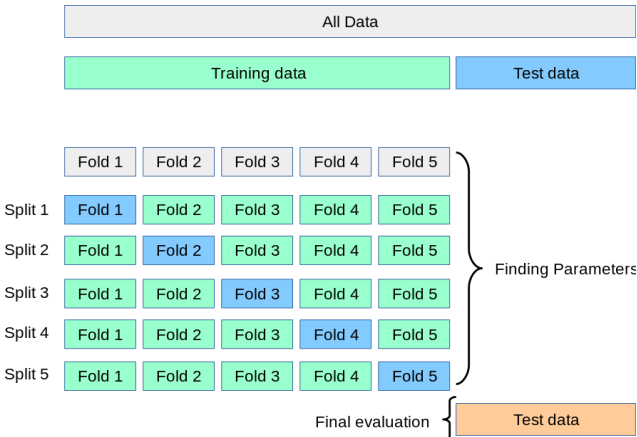 All Data
Training data Test data
Fold 1 Fold 2 Fold 3 Fold 4 Fold 5
Split 1 Fold 1 Fold 2 Fold 3 Fold 4 Fold 5
Split 2 Fold 1 Fold 2 Fold 3 Fold 4 Fold 5
Finding Parameters
Split 3 Fold 1 Fold 2 Fold 3 Fold 4 Fold 5
Split 4 Fold 1 Fold 2 Fold 3 Fold 4 Fold 5
Split 5 Fold 1 Fold 2 Fold 3 Fold 4 Fold 5
Final evaluation Test data